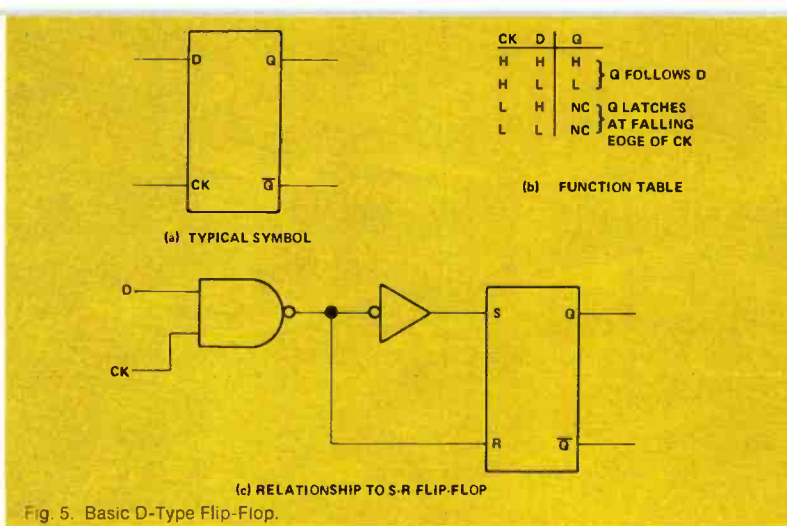 D Q
CK Q̅
(a) TYPICAL SYMBOL
CK D Q
H H H
H L L
} Q FOLLOWS D
L H NC
L L NC
} Q LATCHES
AT FALLING
EDGE OF CK
(b) FUNCTION TABLE
D
CK
S Q
R Q̅
(c) RELATIONSHIP TO S-R FLIP-FLOP
Fig. 5. Basic D-Type Flip-Flop.